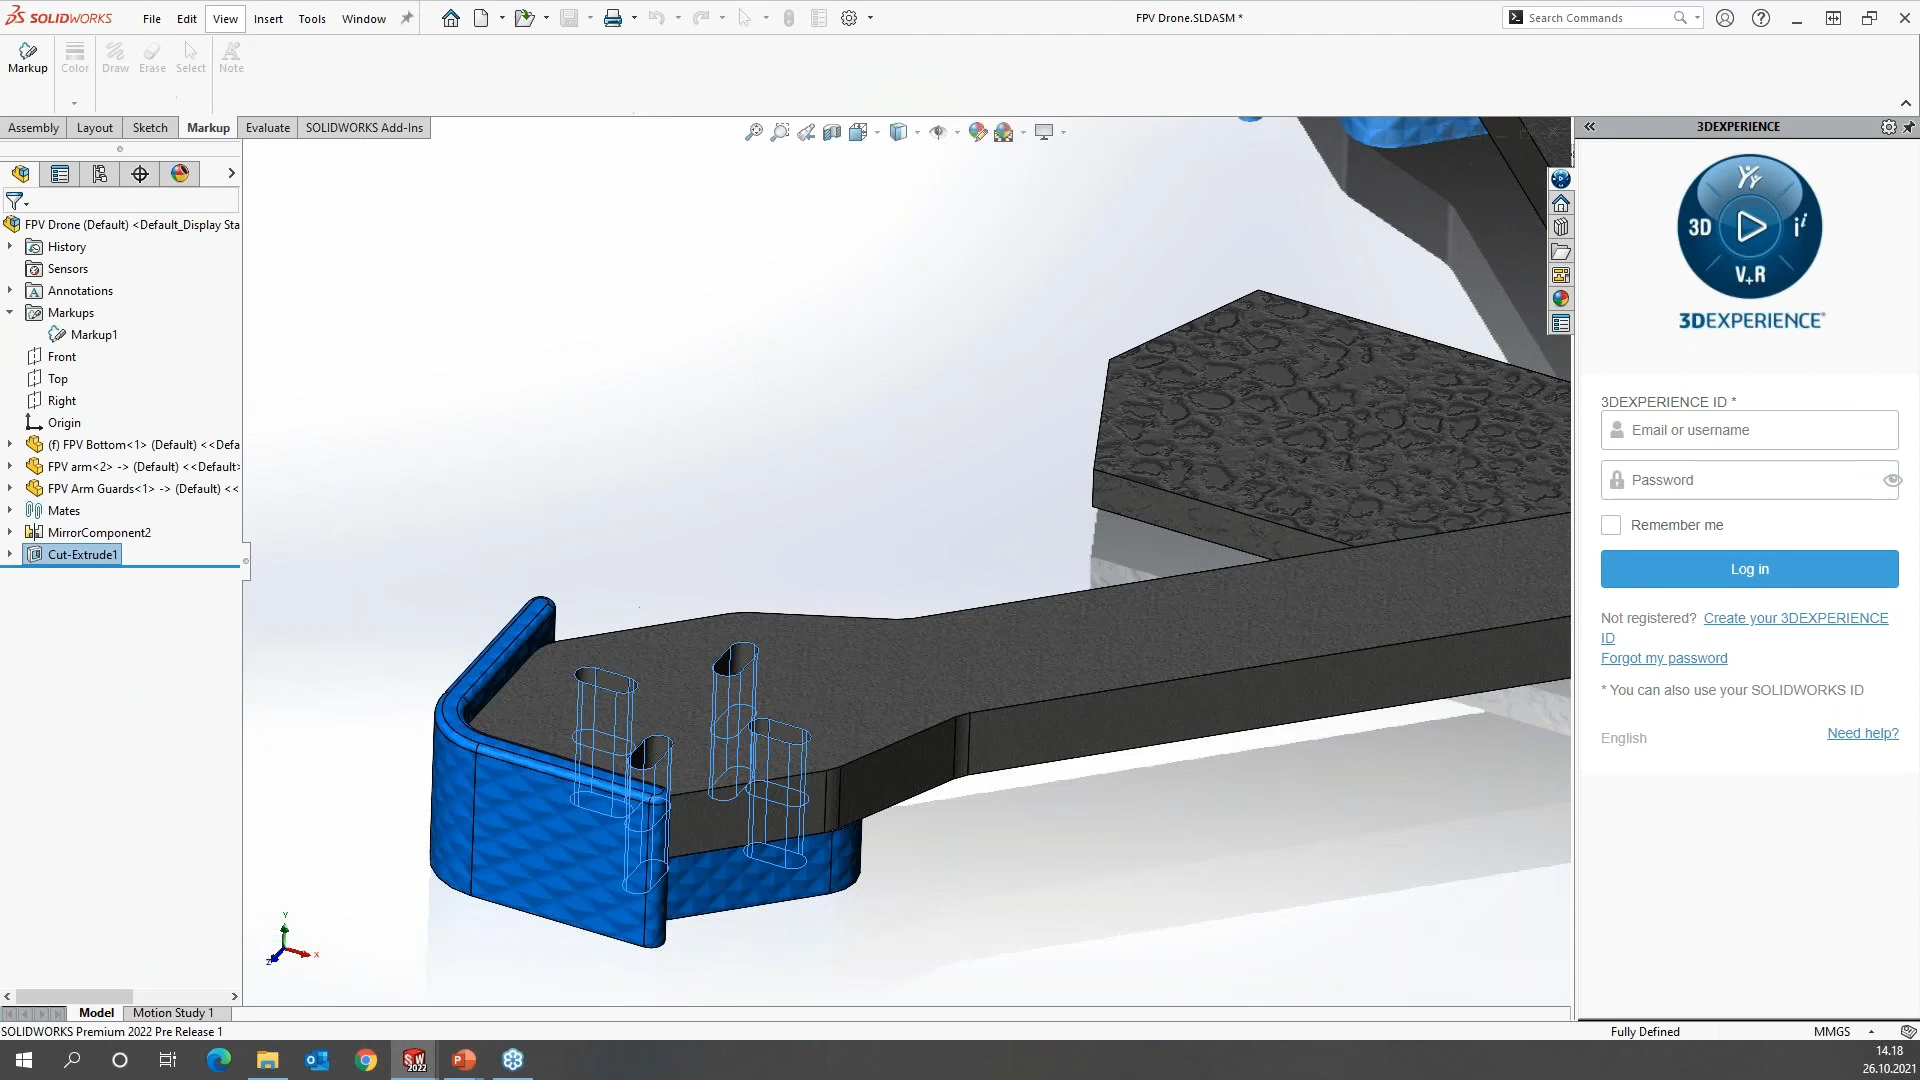 SOLIDWORKS
File Edit View Insert Tools Window
FPV Drone.SLDASM *
Search Commands
Markup Color Draw Erase Select Note
Assembly Layout Sketch Markup Evaluate SOLIDWORKS Add-Ins
3DEXPERIENCE
FPV Drone (Default) <Default_Display Sta
History
Sensors
Annotations
Markups
Markup1
Front
Top
Right
Origin
(f) FPV Bottom<1> (Default) <<Defa
FPV arm<2> -> (Default) <<Default>
FPV Arm Guards<1> -> (Default) <<
Mates
MirrorComponent2
Cut-Extrude1
Y
X
Z
3D
V+R
3DEXPERIENCE®
3DEXPERIENCE ID *
Email or username
Password
Remember me
Log in
Not registered? Create your 3DEXPERIENCE
ID
Forgot my password
* You can also use your SOLIDWORKS ID
English
Need help?
Model Motion Study 1
SOLIDWORKS Premium 2022 Pre Release 1
Fully Defined
MMGS
SW
2022
14.18
26.10.2021